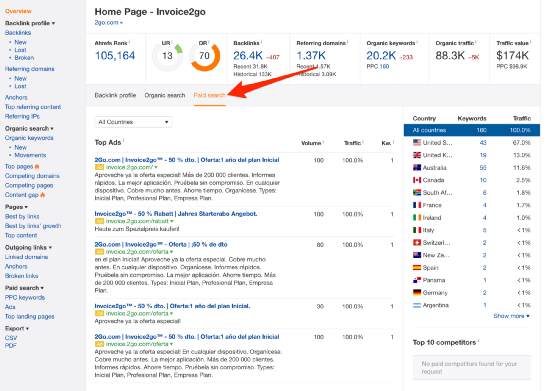 Overview
Backlink profile ▾
Backlinks
New
Lost
Broken
Referring domains
New
Lost
Anchors
Top referring content
Referring IPs
Organic search ▾
Organic keywords
New
Movements
Top pages
Competing domains
Competing pages
Content gap
Pages ▾
Best by links
Best by links' growth
Top content
Outgoing links ▾
Linked domains
Anchors
Broken links
Paid search ▾
PPC keywords
Ads
Top landing pages
Export ▾
CSV
PDF
Home Page - Invoice2go
2go.com ▾
Ahrefs Rank
105,164
UR
13
DR
70
Backlinks
26.4K -407
Recent 31.8K
Historical 133K
Referring domains
1.37K
Recent 1.57K
Historical 3.09K
Organic keywords
20.2K -233
PPC 180
Organic traffic
88.3K -5K
Traffic value
$174K
PPC $98.9K
Backlink profile Organic search Paid search
All Countries
Top Ads Volume Traffic Kw.
2Go.com | Invoice2go™ - 50 % dto. | Oferta:1 año del plan Inicial 100 100.0% 1
Ad invoice.2go.com/ ▾
Aproveche ya la oferta especial! Más de 200 000 clientes. Informes
rápidos. La mejor aplicación. Pruébela sin compromiso. En cualquier
dispositivo. Cobre mucho antes. Ahorre tiempo. Organizece. Types:
Inicial Plan, Profesional Plan, Empresa Plan.
Invoice2go™ - 50 % Rabatt | Jahres Starterabo Angebot. 100 100.0% 1
Ad invoice.2go.com/rabatt ▾
Heute zum Spezialpreis kaufen!
2Go.com | Invoice2go™ - Oferta | ¡50 % de dto 80 100.0% 1
Ad invoice.2go.com/oferta ▾
en el plan Inicial! Aproveche ya la oferta especial. Cobre mucho
antes. En cualquier dispositivo. Organícese. Informes rápidos.
Pruébela sin compromiso. La mejor aplicación. Ahorre tiempo. Más
de 200 000 clientes. Types: Inicial Plan, Profesional Plan, Empresa
Plan.
Invoice2go™ - 50 % dto. | Oferta:1 año del plan Inicial. 30 100.0% 1
Ad invoice.2go.com/oferta ▾
Aproveche ya la oferta especial!
2Go.com | Invoice2go™ - 50 % dto. | Oferta:1 año del plan Inicial 100 100.0% 1
Ad invoice.2go.com/oferta ▾
Aproveche ya la oferta especial! En cualquier dispositivo. Organícese.
Cobre mucho antes. Ahorre tiempo. Más de 200 000 clientes. Types:
Inicial Plan, Profesional Plan, Empresa Plan.
Country Keywords Traffic
All countries 180 100.0%
United S... 43 67.0%
United K... 19 13.0%
Australia 55 11.6%
Canada 10 2.5%
South Af... 6 1.8%
France 4 1.7%
Ireland 4 1.0%
Italy 5 <1%
Switzerl... 2 <1%
New Ze... 2 <1%
Spain 2 <1%
Panama 1 <1%
Germany 2 <1%
Argentina 1 <1%
Show more ▾
Top 10 competitors
No paid competitors found for your
request